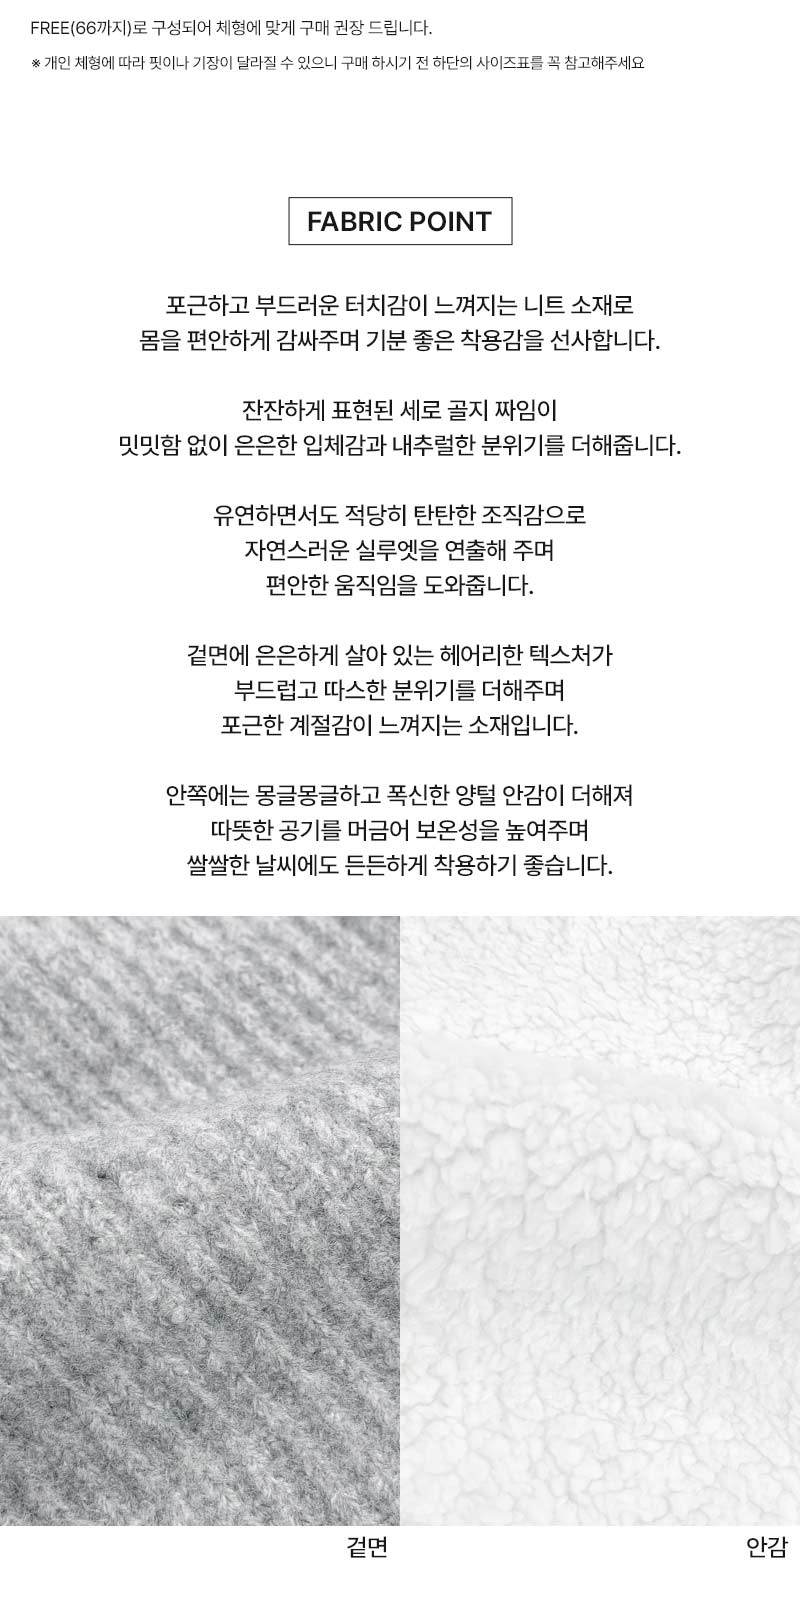 FREE(66까지)로 구성되어 체형에 맞게 구매 권장 드립니다.
※ 개인 체형에 따라 핏이나 기장이 달라질 수 있으니 구매 하시기 전 하단의 사이즈표를 꼭 참고해주세요
FABRIC POINT
포근하고 부드러운 터치감이 느껴지는 니트 소재로
몸을 편안하게 감싸주며 기분 좋은 착용감을 선사합니다.
잔잔하게 표현된 세로 골지 짜임이
밋밋함 없이 은은한 입체감과 내추럴한 분위기를 더해줍니다.
유연하면서도 적당히 탄탄한 조직감으로
자연스러운 실루엣을 연출해 주며
편안한 움직임을 도와줍니다.
겉면에 은은하게 살아 있는 헤어리한 텍스처가
부드럽고 따스한 분위기를 더해주며
포근한 계절감이 느껴지는 소재입니다.
안쪽에는 몽글몽글하고 폭신한 양털 안감이 더해져
따뜻한 공기를 머금어 보온성을 높여주며
쌀쌀한 날씨에도 든든하게 착용하기 좋습니다.
겉면
안감